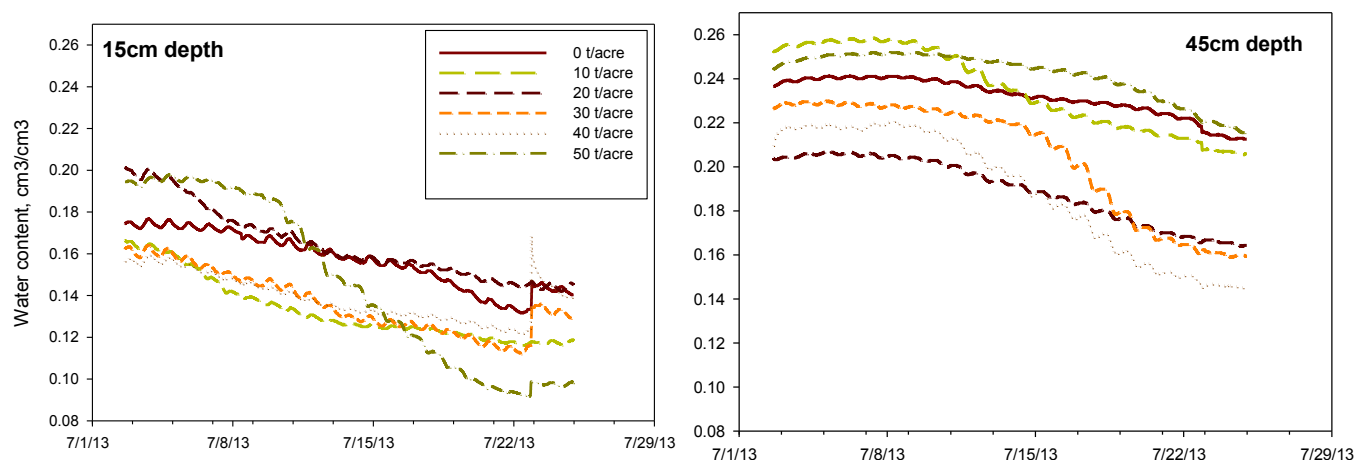 15cm depth
Water content, cm3/cm3
0.26
0.24
0.22
0.20
0.18
0.16
0.14
0.12
0.10
0.08
7/1/13 7/8/13 7/15/13 7/22/13 7/29/13
0 t/acre
10 t/acre
20 t/acre
30 t/acre
40 t/acre
50 t/acre
45cm depth
0.26
0.24
0.22
0.20
0.18
0.16
0.14
0.12
0.10
0.08
7/1/13 7/8/13 7/15/13 7/22/13 7/29/13